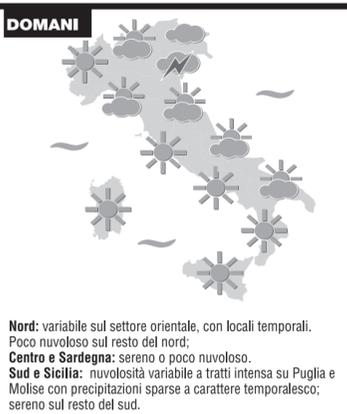 DOMANI
Nord: variabile sul settore orientale, con locali temporali.
Poco nuvoloso sul resto del nord;
Centro e Sardegna: sereno o poco nuvoloso.
Sud e Sicilia: nuvolosità variabile a tratti intensa su Puglia e
Molise con precipitazioni sparse a carattere temporalesco;
sereno sul resto del sud.